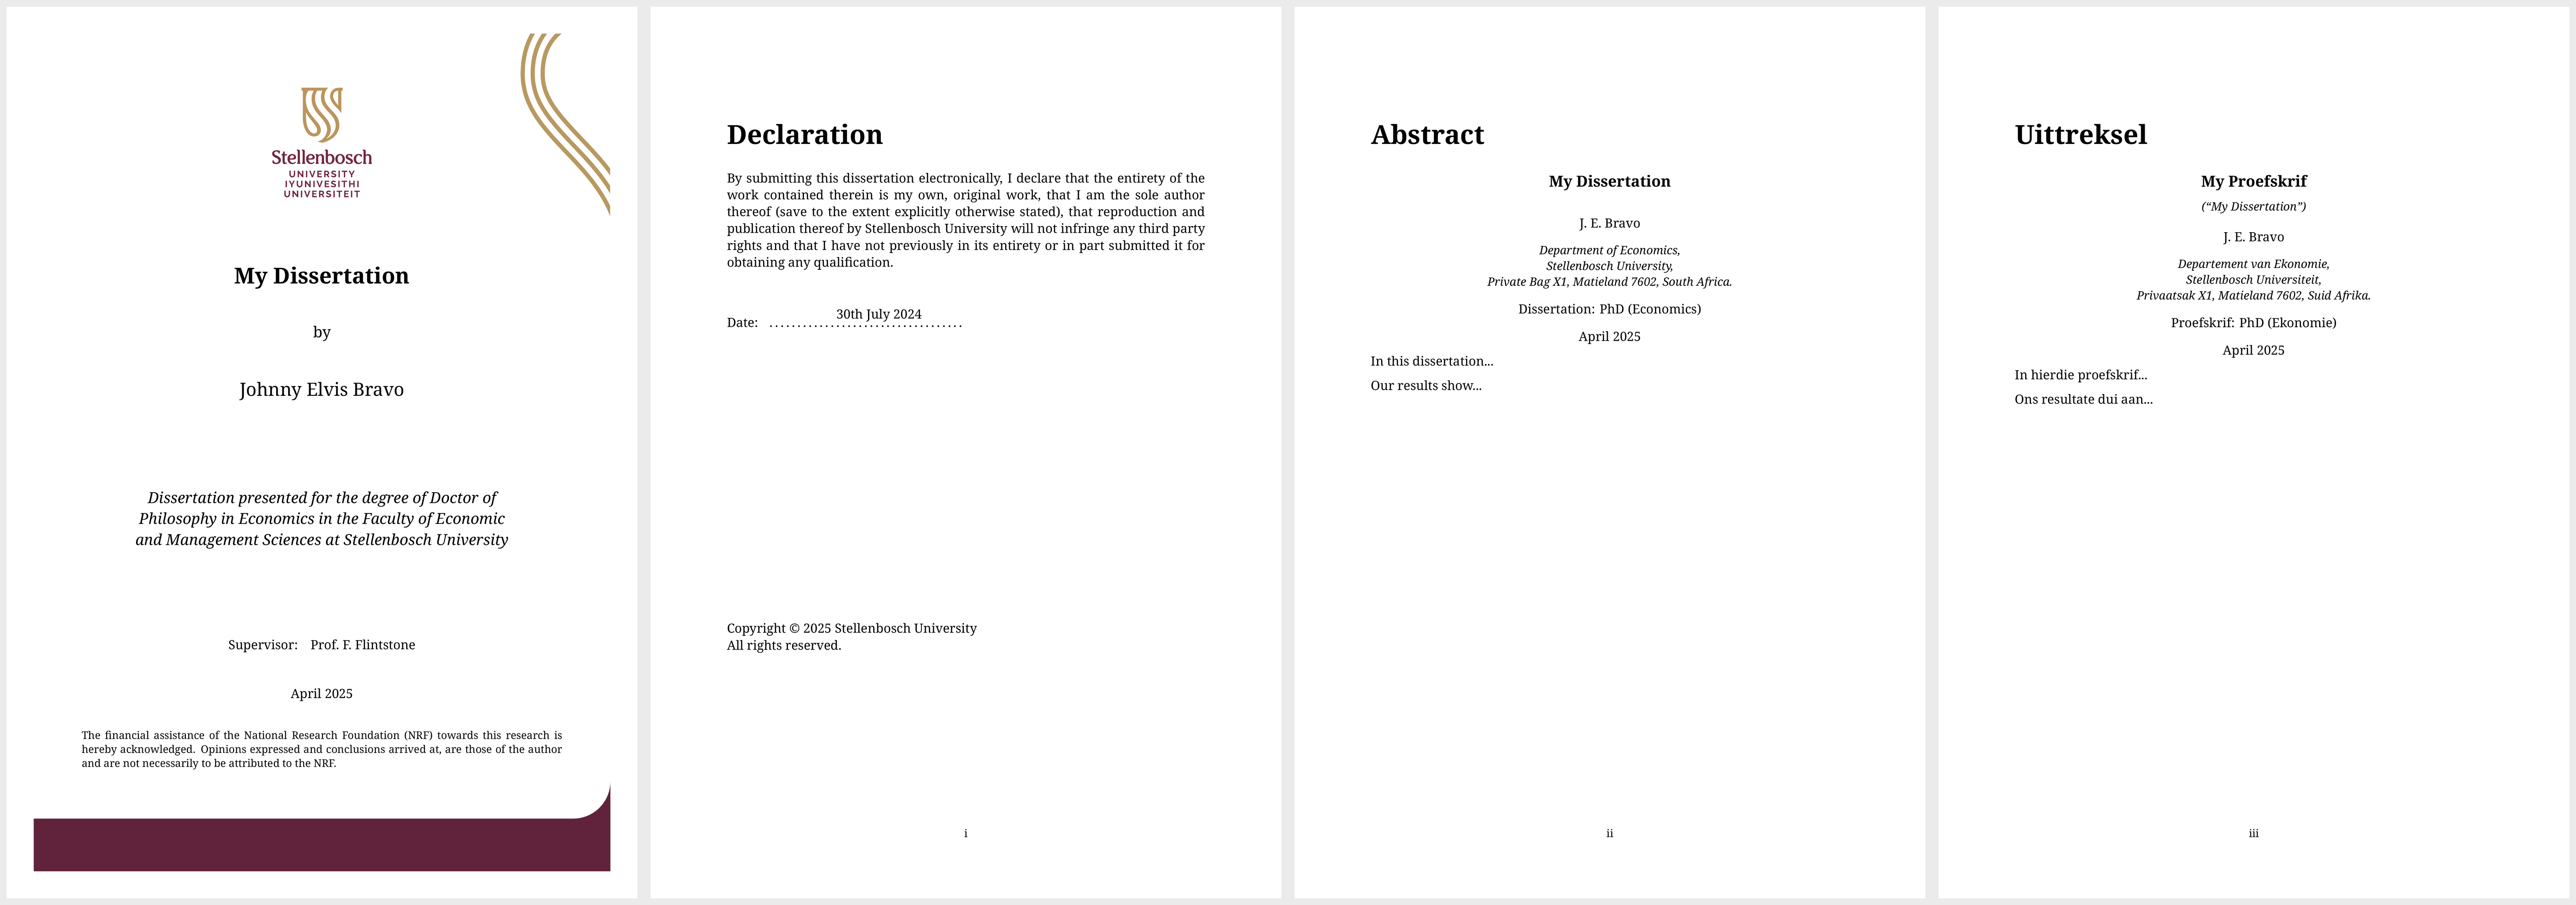 Stellenbosch
UNIVERSITY
IYUNIVESITHI
UNIVERSITEIT
My Dissertation
by
Johnny Elvis Bravo
Dissertation presented for the degree of Doctor of
Philosophy in Economics in the Faculty of Economic
and Management Sciences at Stellenbosch University
Supervisor: Prof. F. Flintstone
April 2025
The financial assistance of the National Research Foundation (NRF) towards this research is
hereby acknowledged. Opinions expressed and conclusions arrived at, are those of the author
and are not necessarily to be attributed to the NRF.
Declaration
By submitting this dissertation electronically, I declare that the entirety of the
work contained therein is my own, original work, that I am the sole author
thereof (save to the extent explicitly otherwise stated), that reproduction and
publication thereof by Stellenbosch University will not infringe any third party
rights and that I have not previously in its entirety or in part submitted it for
obtaining any qualification.
30th July 2024
Date: ...................................
Copyright © 2025 Stellenbosch University
All rights reserved.
i
Abstract
My Dissertation
J. E. Bravo
Department of Economics,
Stellenbosch University,
Private Bag X1, Matieland 7602, South Africa.
Dissertation: PhD (Economics)
April 2025
In this dissertation...
Our results show...
ii
Uittreksel
My Proefskrif
(“My Dissertation”)
J. E. Bravo
Departement van Ekonomie,
Stellenbosch Universiteit,
Privaatsak X1, Matieland 7602, Suid Afrika.
Proefskrif: PhD (Ekonomie)
April 2025
In hierdie proefskrif...
Ons resultate dui aan...
iii